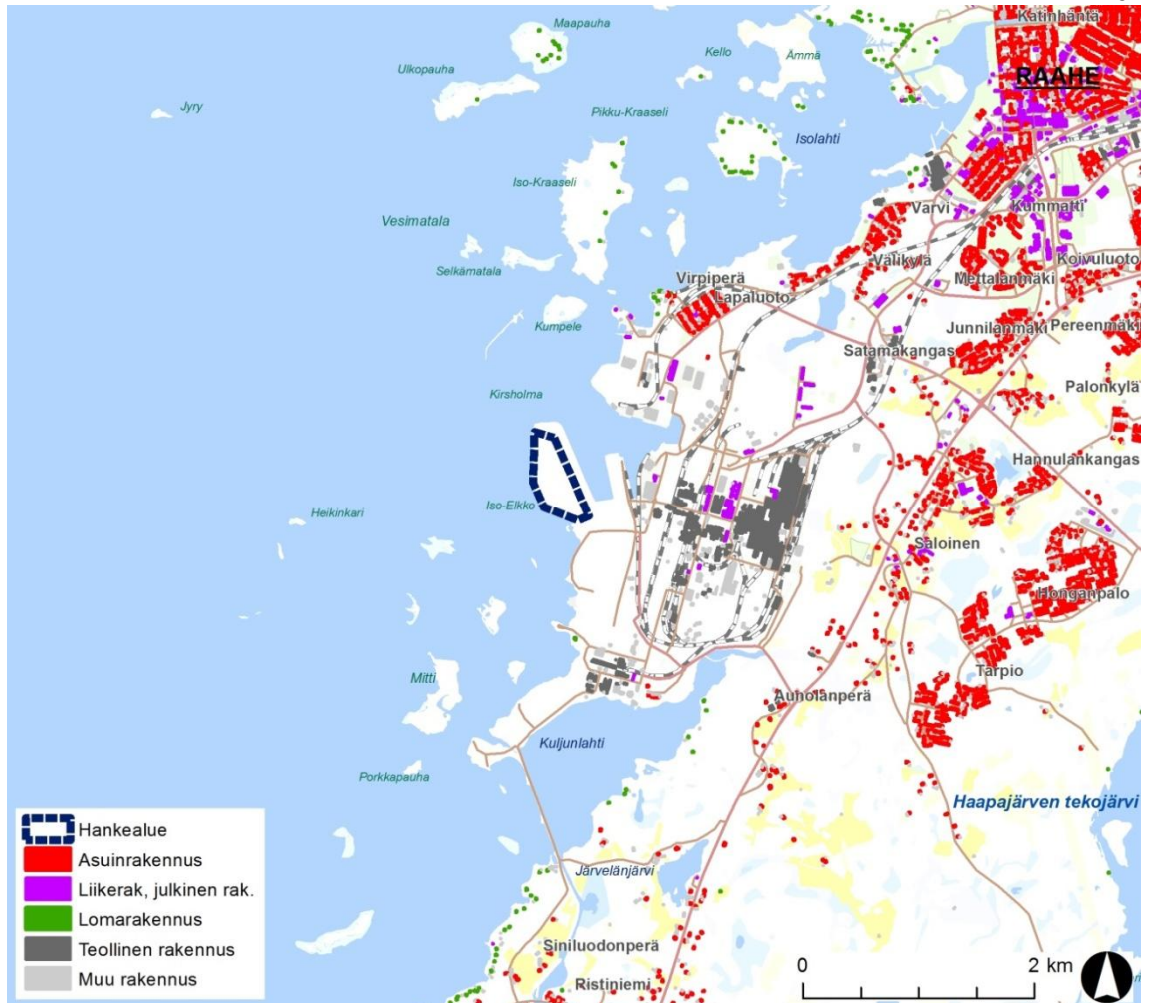 Maapauha
Katinhäntä
Kello
Ämmä
Ulkopauha
RAAHE
Jyry
Pikku-Kraaseli
Isolahti
Iso-Kraaseli
Varvi
Kummatti
Vesimatala
Välikylä
Koivuluoto
Selkämatala
Virpiperä
Mettalanmäki
Lapaluoto
Kumpele
Junnilanmäki
Pereenmäki
Satamakangas
Kirsholma
Palonkylä
Hannulankangas
Iso-Elkko
Heikinkari
Saloinen
Honganpalo
Mitti
Tarpio
Auholanperä
Kuljunlahti
Porkkapauha
Haapajärven tekojärvi
Hankealue
Asuinrakennus
Liikerak, julkinen rak.
Lomarakennus
Teollinen rakennus
Muu rakennus
Järvelänjärvi
Siniluodonperä
Ristiniemi
0 2 km